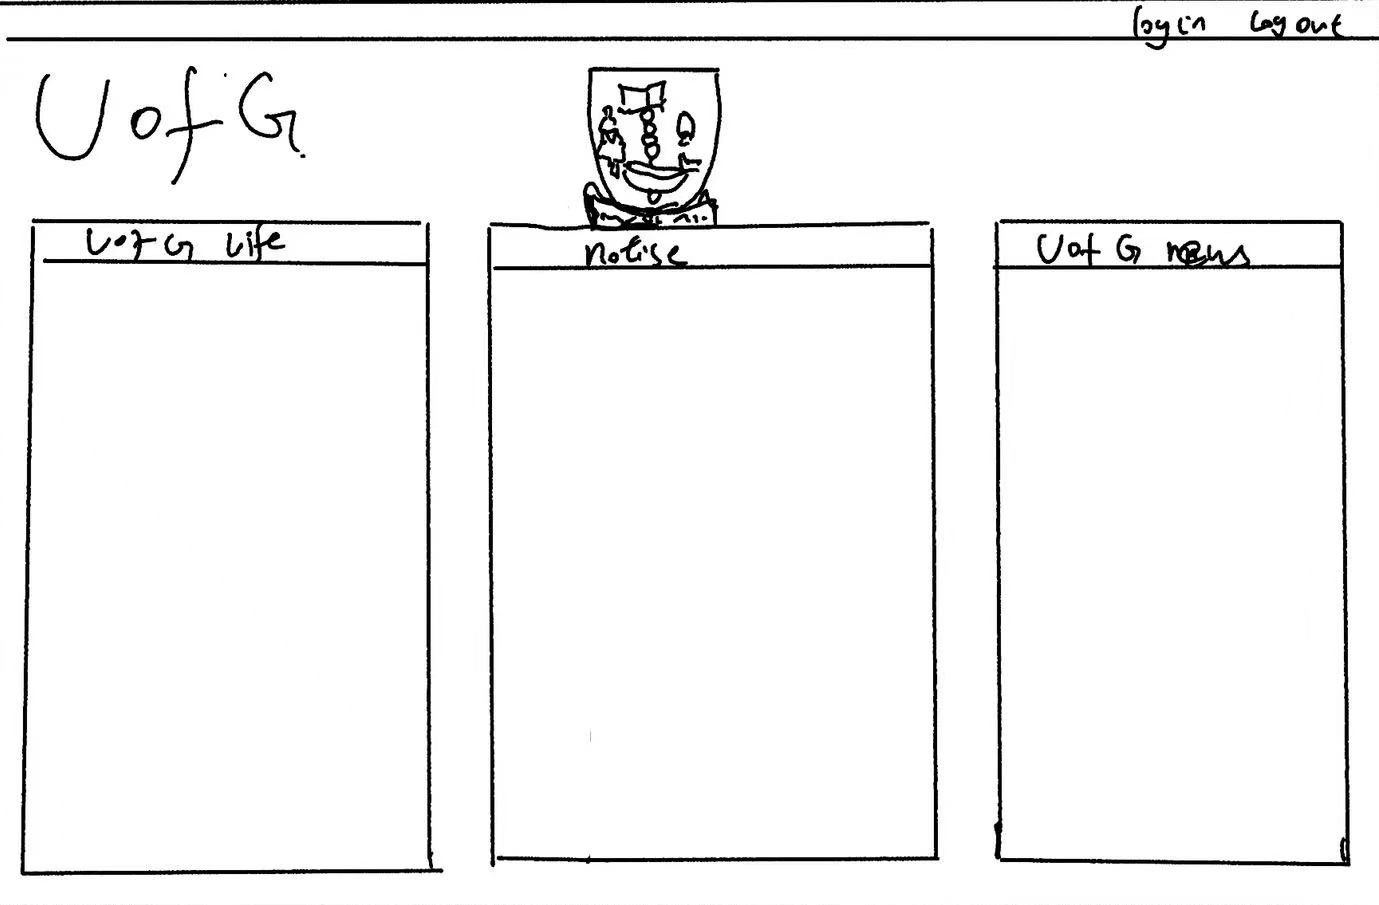 log in log out
U of G
U of G Life
notise
U of G news